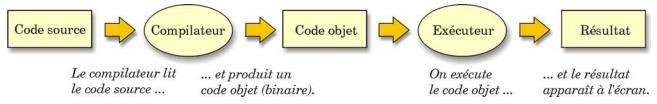 Code source
Compilateur
Code objet
Exécuteur
Résultat
Le compilateur lit
le code source ...
... et produit un
code objet (binaire).
On exécute
le code objet ...
... et le résultat
apparaît à l'écran.